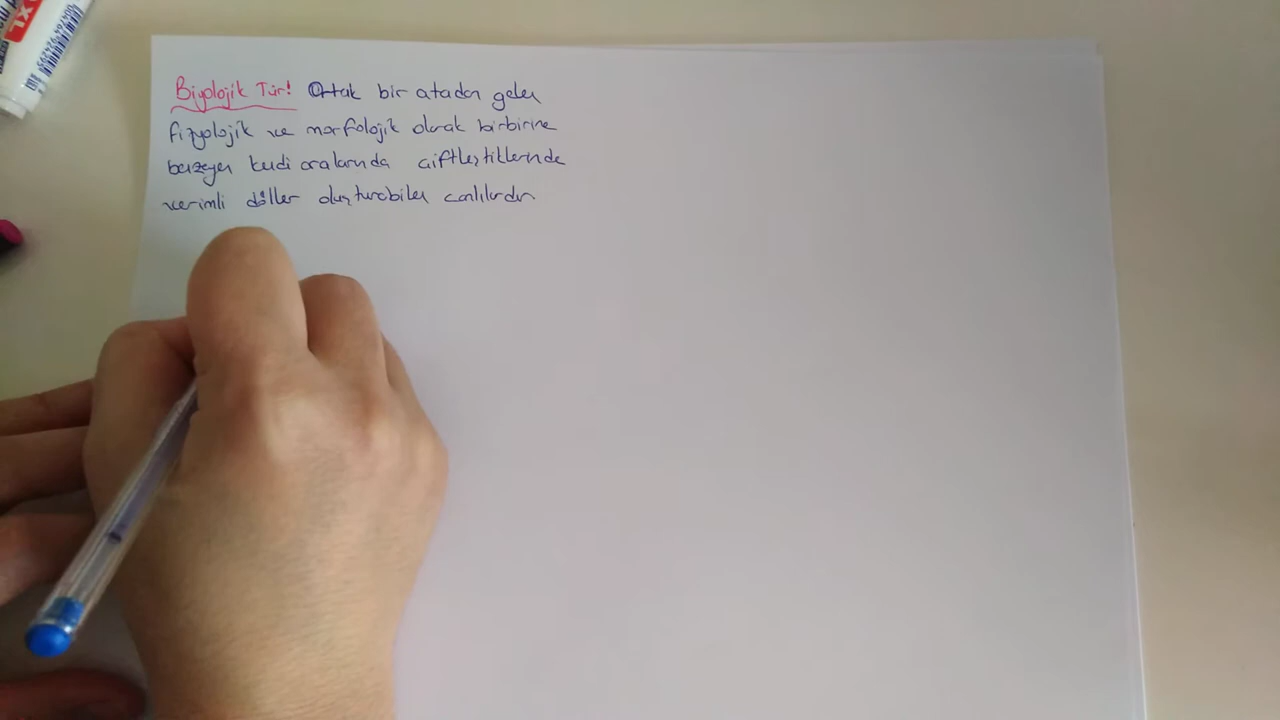 Biyolojik Tür! Ortak bir atadan gelen
fizyolojik ve morfolojik olarak birbirine
benzeyen kendi aralarında çiftleştiklerinde
verimli döller oluşturabilen canlılardır
XL